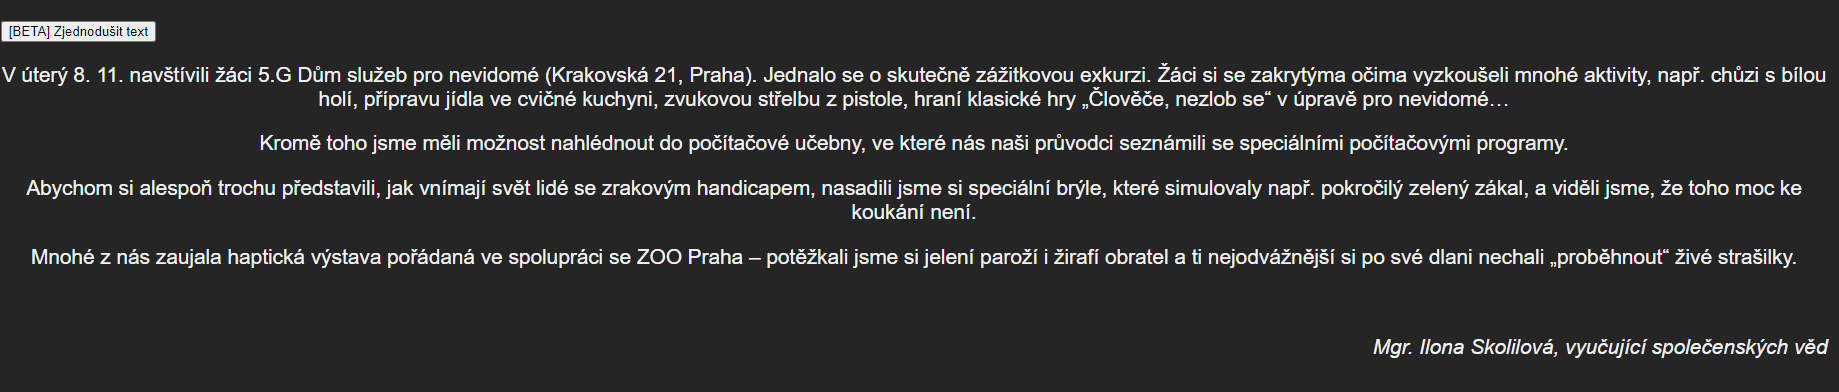 [BETA] Zjednodušit text
V úterý 8. 11. navštívili žáci 5.G Dům služeb pro nevidomé (Krakovská 21, Praha). Jednalo se o skutečně zážitkovou exkurzi. Žáci si se zakrytýma očima vyzkoušeli mnohé aktivity, např. chůzi s bílou
holí, přípravu jídla ve cvičné kuchyni, zvukovou střelbu z pistole, hraní klasické hry „Člověče, nezlob se“ v úpravě pro nevidomé…
Kromě toho jsme měli možnost nahlédnout do počítačové učebny, ve které nás naši průvodci seznámili se speciálními počítačovými programy.
Abychom si alespoň trochu představili, jak vnímají svět lidé se zrakovým handicapem, nasadili jsme si speciální brýle, které simulovaly např. pokročilý zelený zákal, a viděli jsme, že toho moc ke
koukání není.
Mnohé z nás zaujala haptická výstava pořádaná ve spolupráci se ZOO Praha – potěžkali jsme si jelení paroží i žirafí obratel a ti nejodvážnější si po své dlani nechali „proběhnout“ živé strašilky.
Mgr. Ilona Skolilová, vyučující společenských věd